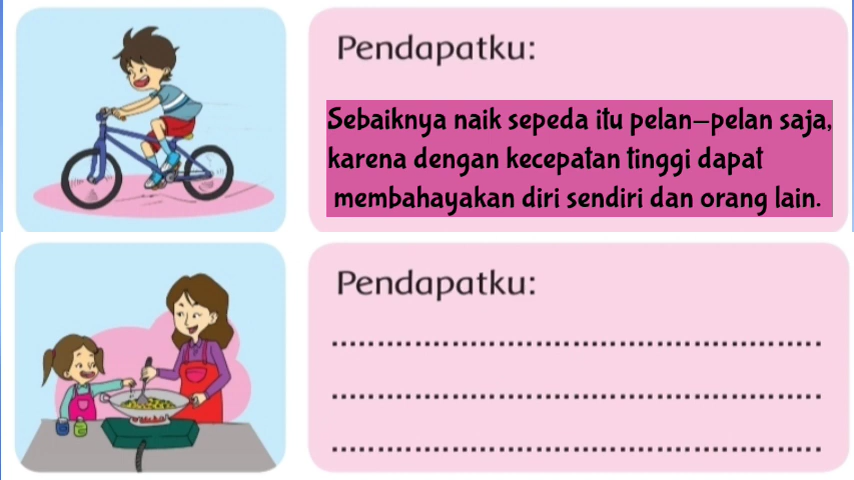 Pendapatku:
Sebaiknya naik sepeda itu pelan-pelan saja,
karena dengan kecepatan tinggi dapat
membahayakan diri sendiri dan orang lain.
Pendapatku:
................................................
................................................
................................................